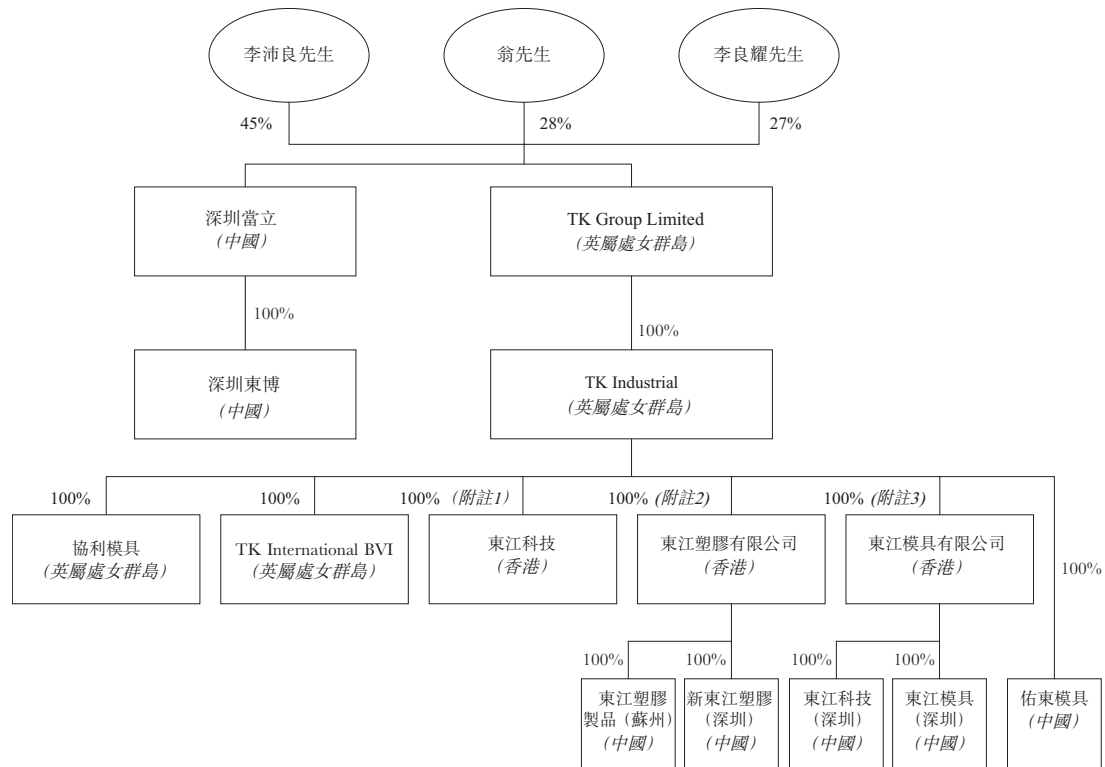 李沛良先生
翁先生
李良耀先生
45%
28%
27%
深圳當立
（中國）
TK Group Limited
（英屬處女群島）
100%
100%
深圳東博
（中國）
TK Industrial
（英屬處女群島）
100%
100%
100%（附註1）
100% (附註2)
100% (附註3)
協利模具
（英屬處女群島）
TK International BVI
（英屬處女群島）
東江科技
（香港）
東江塑膠有限公司
（香港）
東江模具有限公司
（香港）
100%
100%
100%
100%
100%
東江塑膠
製品（蘇州）
（中國）
新東江塑膠
（深圳）
（中國）
東江科技
（深圳）
（中國）
東江模具
（深圳）
（中國）
佑東模具
（中國）